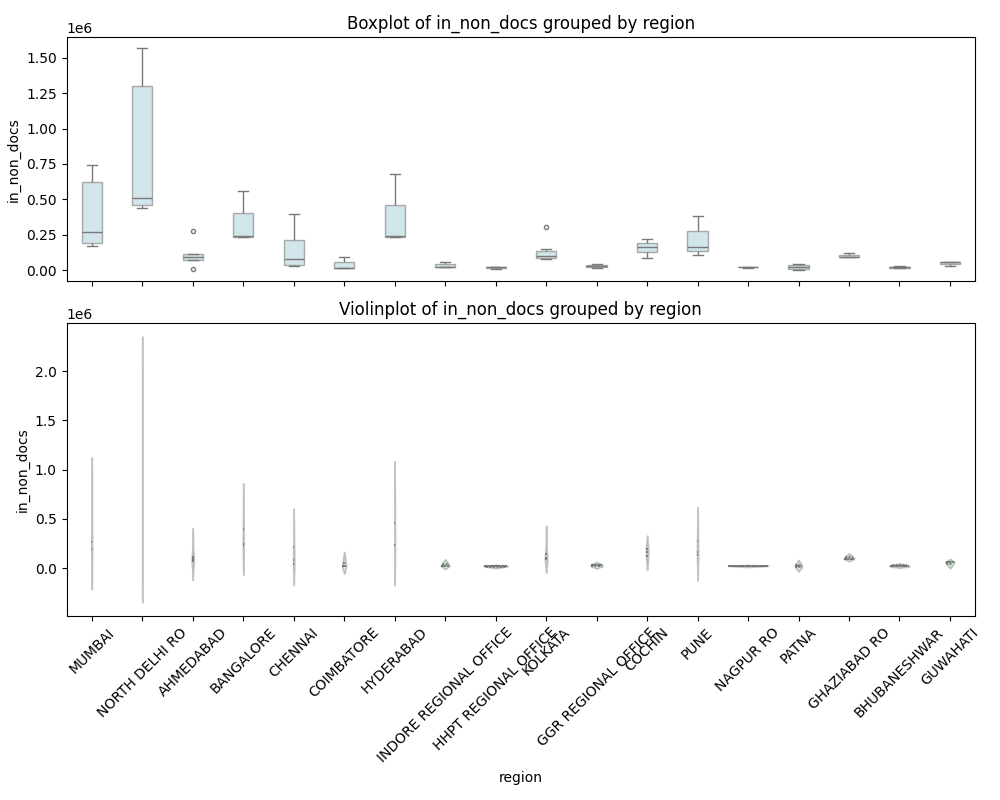 Boxplot of in_non_docs grouped by region
1e6
1.50
1.25
1.00
0.75
0.50
0.25
0.00
in_non_docs
Violinplot of in_non_docs grouped by region
1e6
2.0
1.5
1.0
0.5
0.0
in_non_docs
MUMBAI
NORTH DELHI RO
AHMEDABAD
BANGALORE
CHENNAI
COIMBATORE
HYDERABAD
INDORE REGIONAL OFFICE
HHPT REGIONAL OFFICE
KOLKATA
GGR REGIONAL OFFICE
COCHIN
PUNE
NAGPUR RO
PATNA
GHAZIABAD RO
BHUBANESHWAR
GUWAHATI
region